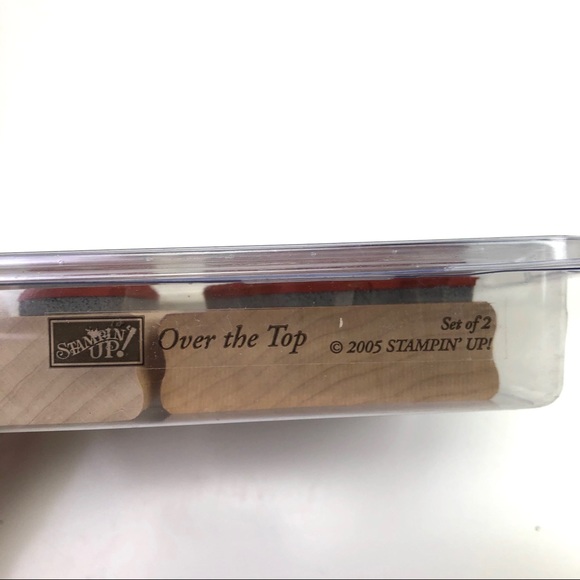 STAMPIN'
UP!
Over the Top
Set of 2
© 2005 STAMPIN' UP!